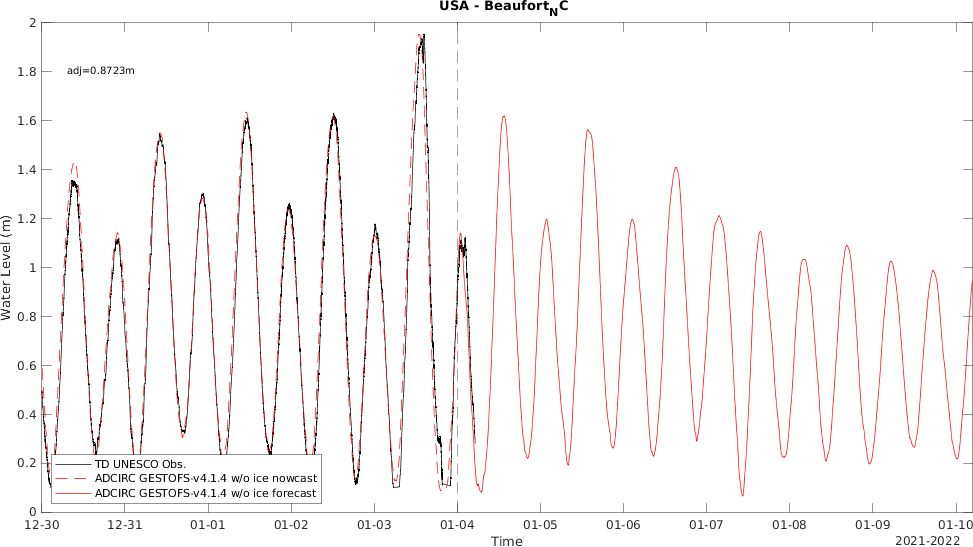 USA - Beaufort_NC
adj=0.8723m
2
1.8
1.6
1.4
1.2
1
0.8
0.6
0.4
0.2
0
Water Level (m)
TD UNESCO Obs.
ADCIRC GESTOFS-v4.1.4 w/o ice nowcast
ADCIRC GESTOFS-v4.1.4 w/o ice forecast
12-30 12-31 01-01 01-02 01-03 01-04 01-05 01-06 01-07 01-08 01-09 01-10
Time
2021-2022